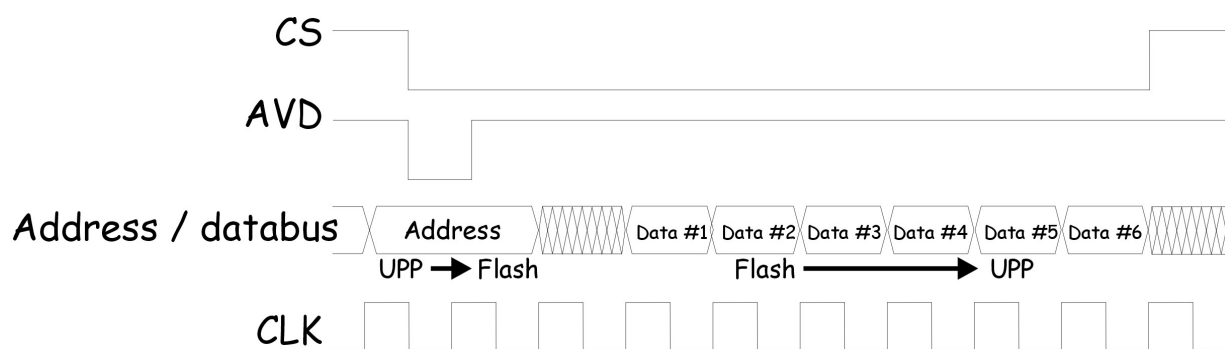 CS
AVD
Address / databus
Address
Data #1
Data #2
Data #3
Data #4
Data #5
Data #6
UPP
Flash
Flash
UPP
CLK